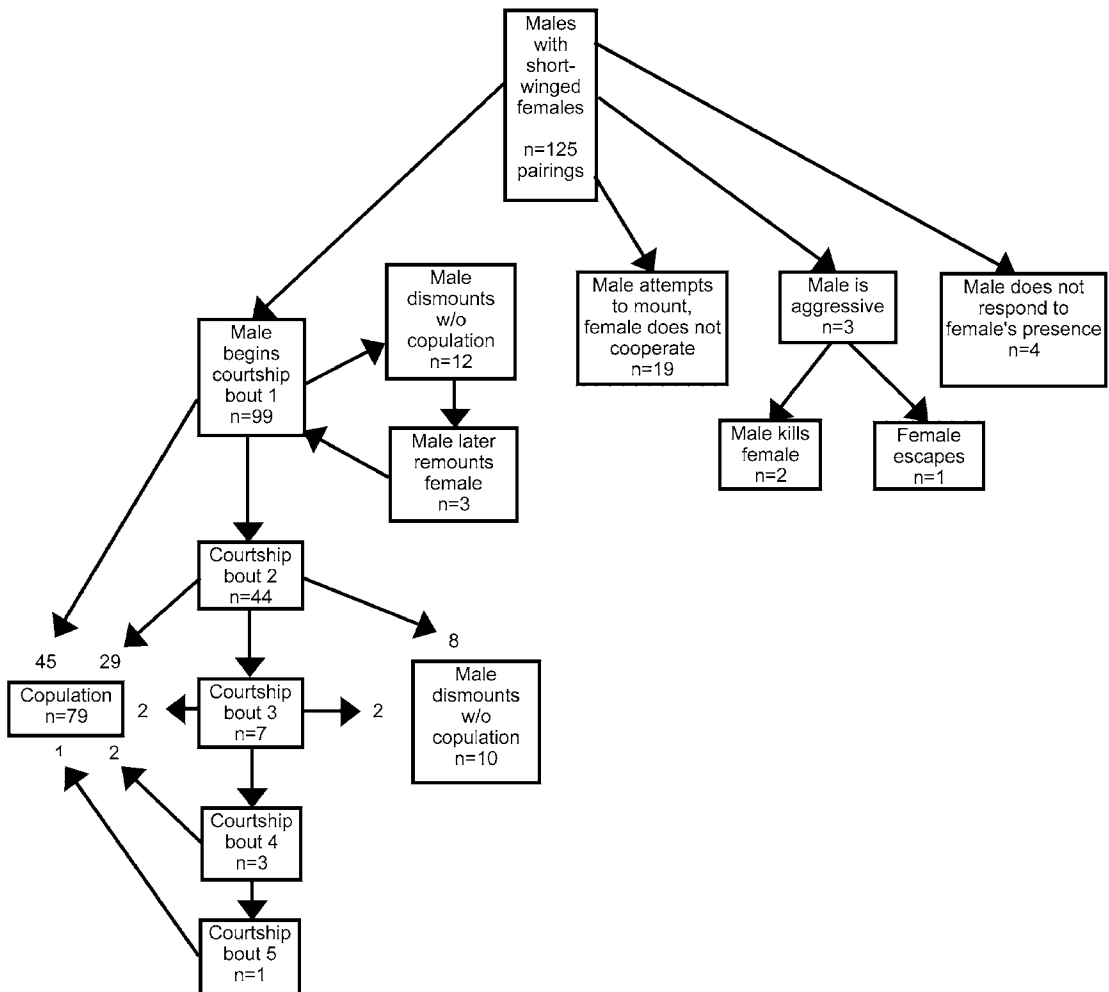 Males
with
short-
winged
females
n=125
pairings
Male
begins
courtship
bout 1
n=99
Male
dismounts
w/o
copulation
n=12
Male later
remounts
female
n=3
Male attempts
to mount,
female does not
cooperate
n=19
Male is
aggressive
n=3
Male does not
respond to
female's presence
n=4
Male kills
female
n=2
Female
escapes
n=1
Courtship
bout 2
n=44
45 29
8
Copulation
n=79
2
Courtship
bout 3
n=7
2
Male
dismounts
w/o
copulation
n=10
1 2
Courtship
bout 4
n=3
Courtship
bout 5
n=1